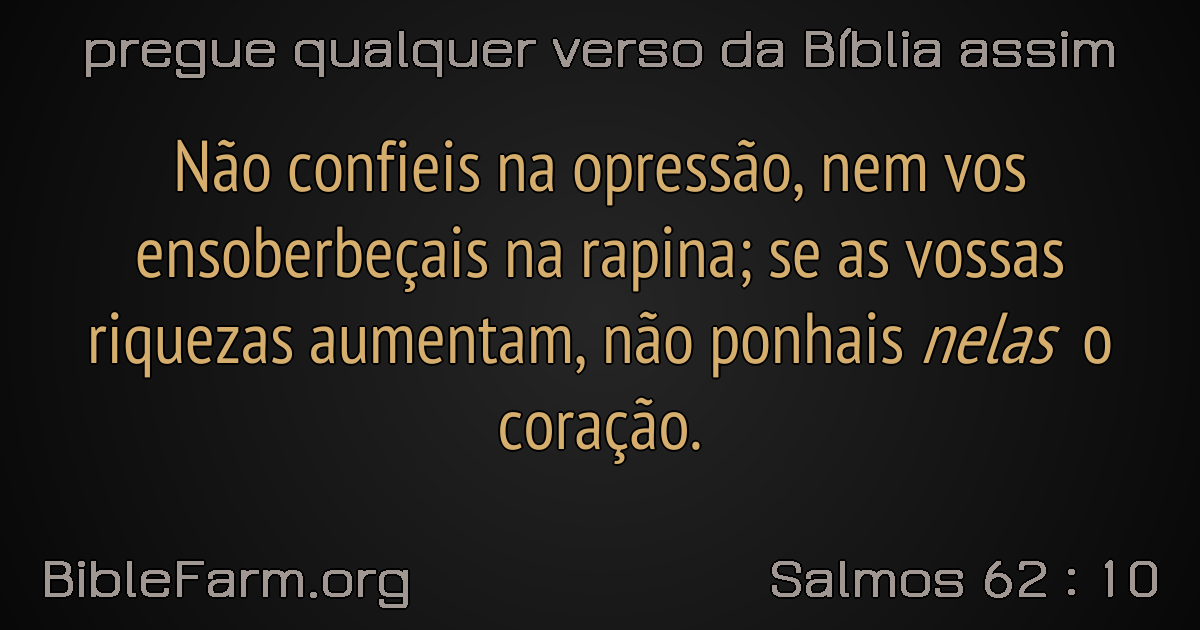 pregue qualquer verso da Bíblia assim
Não confieis na opressão, nem vos
ensoberbeçais na rapina; se as vossas
riquezas aumentam, não ponhais nelas o
coração.
BibleFarm.org
Salmos 62 : 10